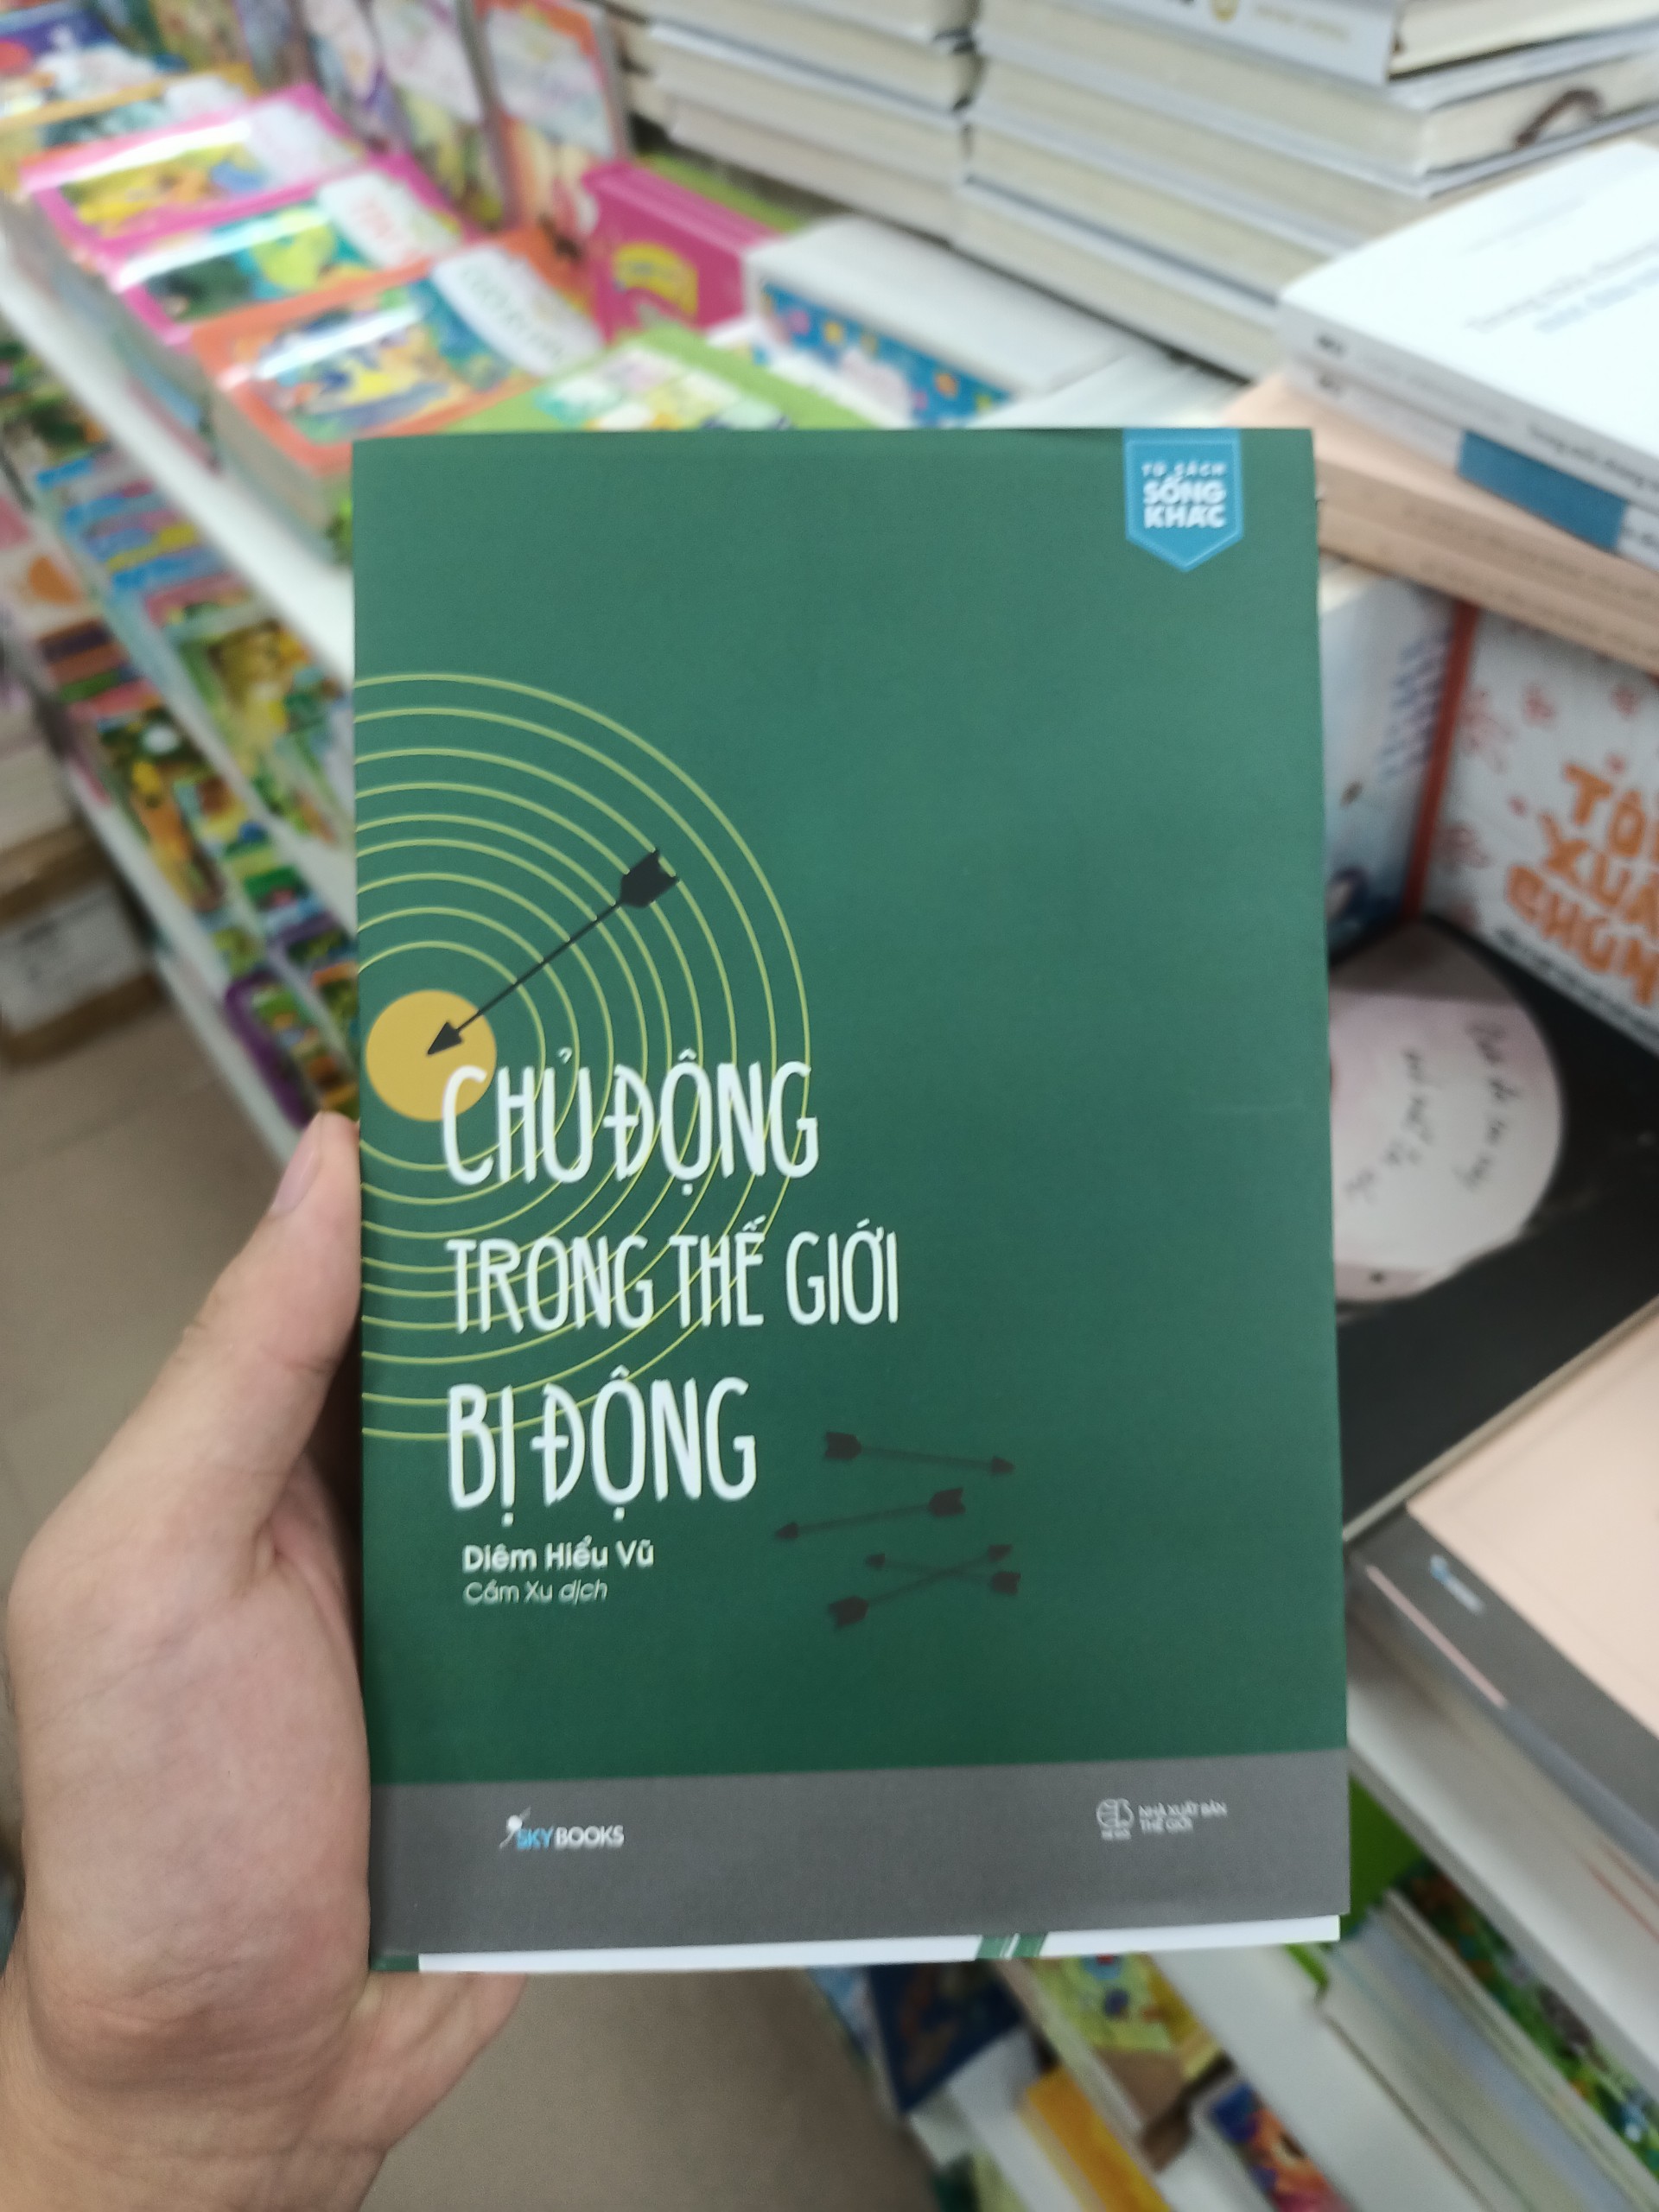 TỦ SÁCH
SỐNG
KHÁC
CHỦ ĐỘNG
TRONG THẾ GIỚI
BỊ ĐỘNG
Diêm Hiểu Vũ
Cẩm Xu dịch
SKYBOOKS
NHÀ XUẤT BẢN
THẾ GIỚI